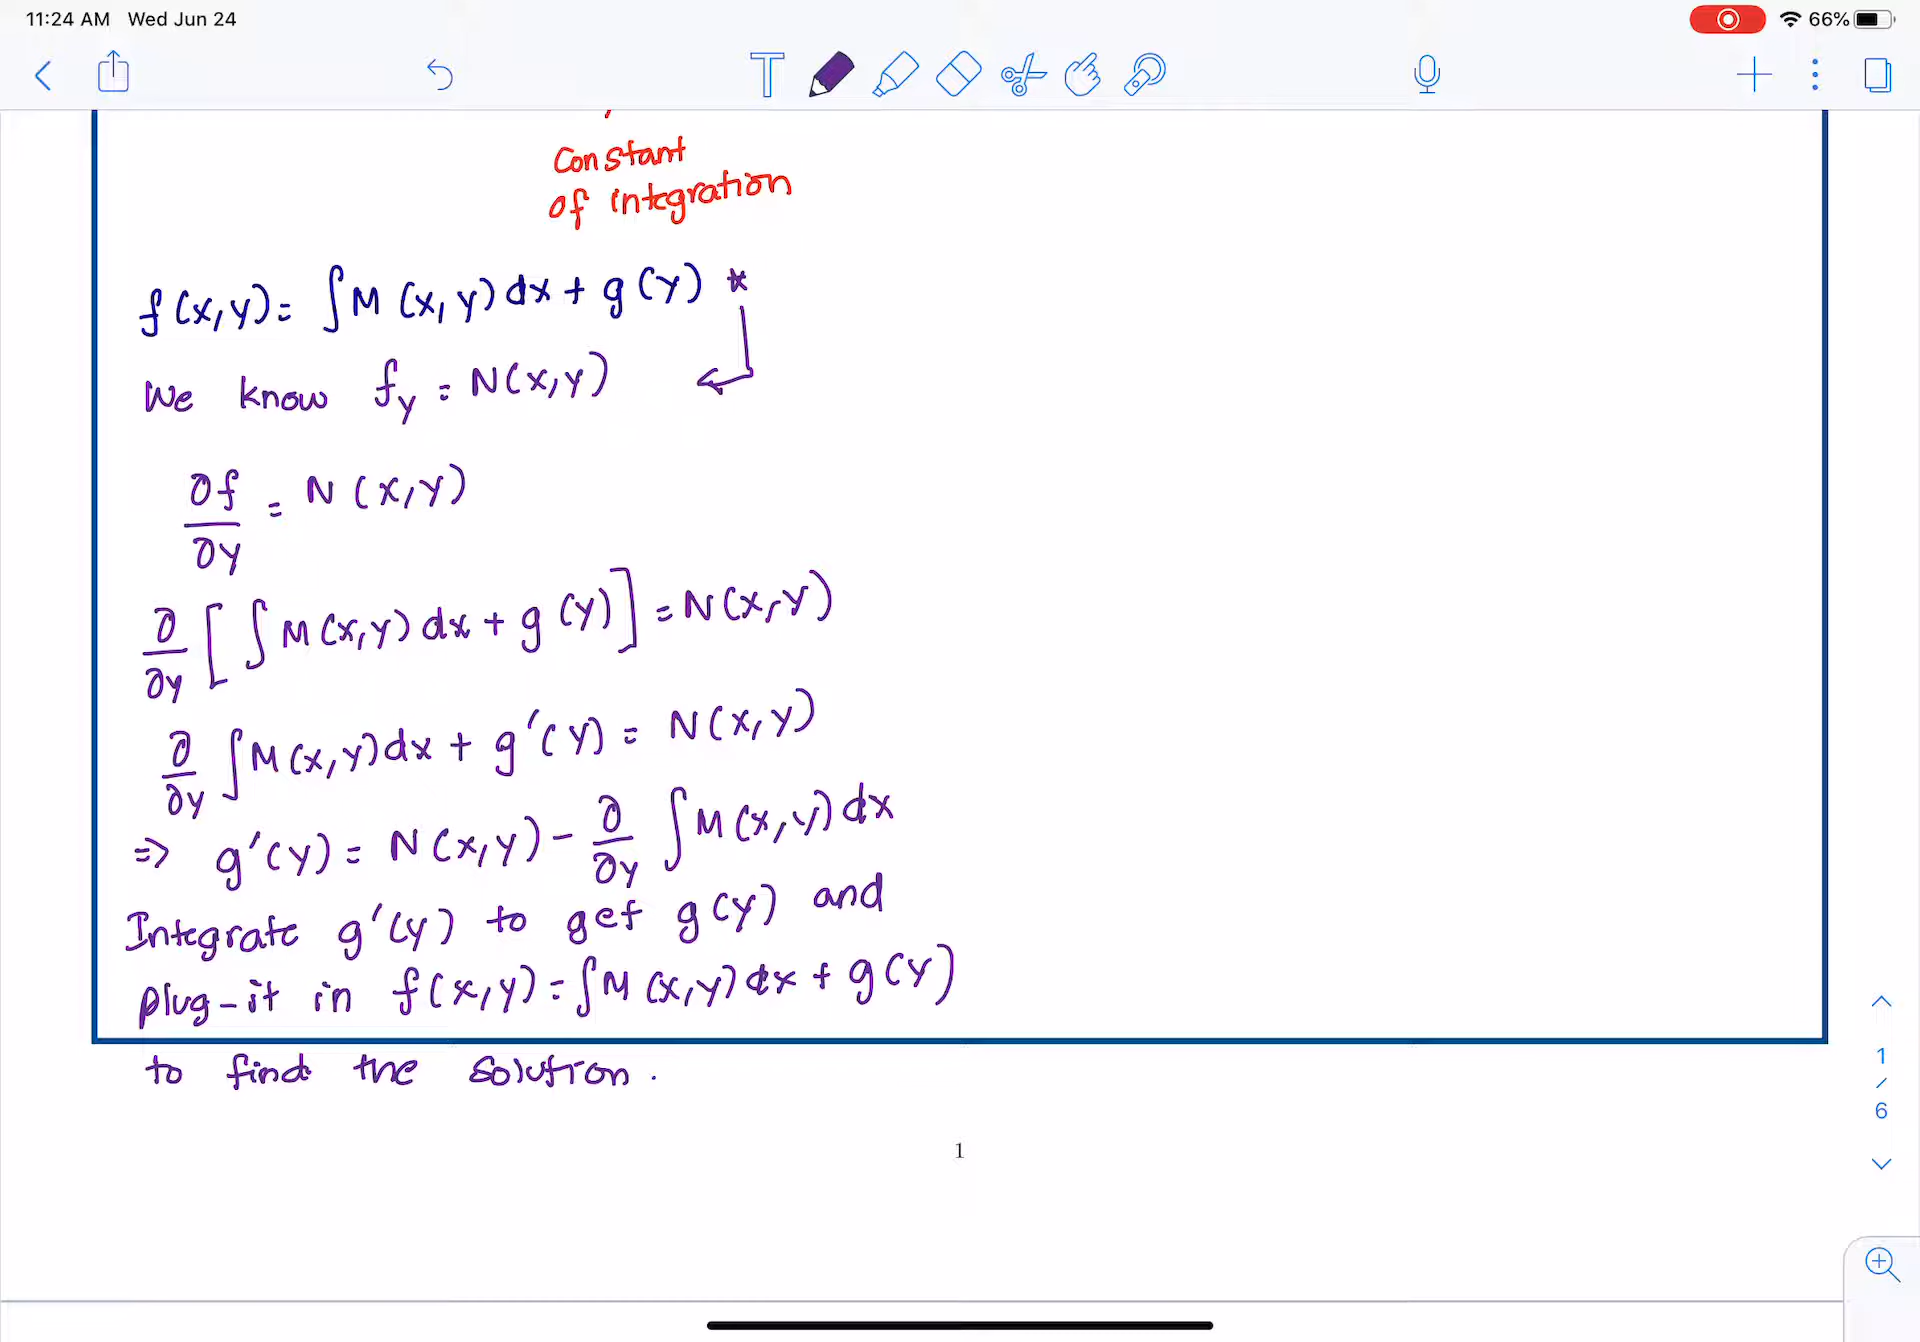 11:24 AM Wed Jun 24
66%
Constant
of integration
f(x,y) = ∫M(x,y)dx + g(y) *
We know f_y = N(x,y)
∂f/∂y = N(x,y)
∂/∂y [∫M(x,y)dx + g(y)] = N(x,y)
∂/∂y ∫M(x,y)dx + g'(y) = N(x,y)
=> g'(y) = N(x,y) - ∂/∂y ∫M(x,y)dx
Integrate g'(y) to get g(y) and
plug-it in f(x,y) = ∫M(x,y)dx + g(y)
to find the solution.
1
/
6
1